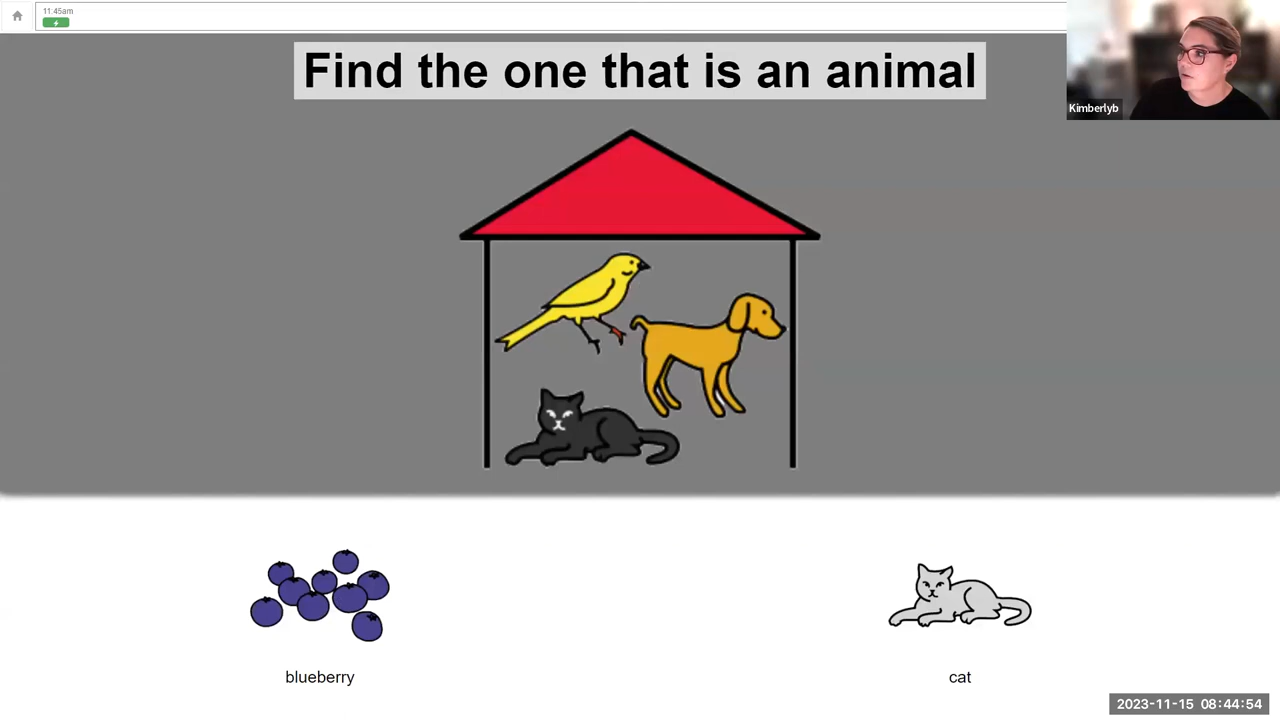 11:45am
Find the one that is an animal
Kimberlyb
blueberry
cat
2023-11-15 08:44:54